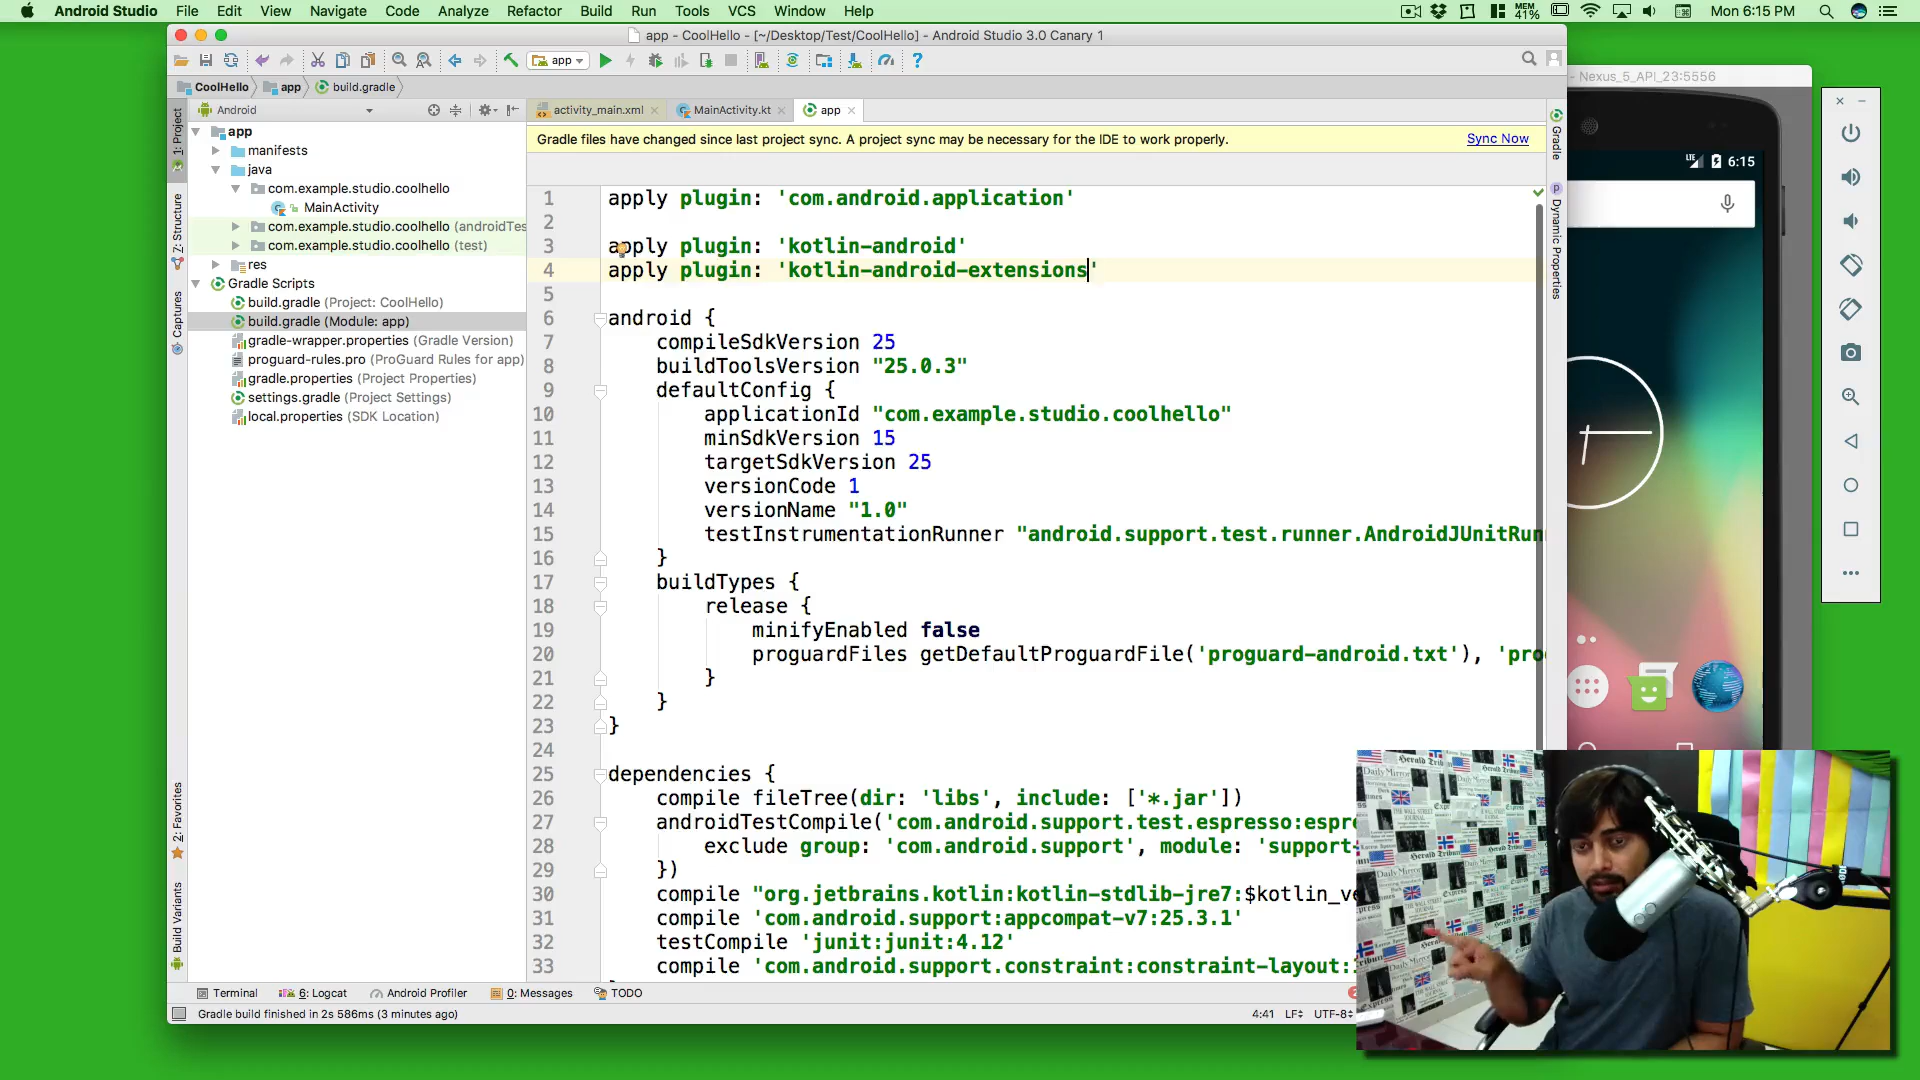 Android Studio File Edit View Navigate Code Analyze Refactor Build Run Tools VCS Window Help
MEM 41% Mon 6:15 PM
app - CoolHello - [~/Desktop/Test/CoolHello] - Android Studio 3.0 Canary 1
app
CoolHello app build.gradle
Android
activity_main.xml MainActivity.kt app
Gradle files have changed since last project sync. A project sync may be necessary for the IDE to work properly. Sync Now
1: Project
7: Structure
Captures
2: Favorites
Build Variants
app
manifests
java
com.example.studio.coolhello
MainActivity
com.example.studio.coolhello (androidTes
com.example.studio.coolhello (test)
res
Gradle Scripts
build.gradle (Project: CoolHello)
build.gradle (Module: app)
gradle-wrapper.properties (Gradle Version)
proguard-rules.pro (ProGuard Rules for app)
gradle.properties (Project Properties)
settings.gradle (Project Settings)
local.properties (SDK Location)
1 apply plugin: 'com.android.application'
2
3 apply plugin: 'kotlin-android'
4 apply plugin: 'kotlin-android-extensions'
5
6 android {
7 compileSdkVersion 25
8 buildToolsVersion "25.0.3"
9 defaultConfig {
10 applicationId "com.example.studio.coolhello"
11 minSdkVersion 15
12 targetSdkVersion 25
13 versionCode 1
14 versionName "1.0"
15 testInstrumentationRunner "android.support.test.runner.AndroidJUnitRun
16 }
17 buildTypes {
18 release {
19 minifyEnabled false
20 proguardFiles getDefaultProguardFile('proguard-android.txt'), 'pro
21 }
22 }
23 }
24
25 dependencies {
26 compile fileTree(dir: 'libs', include: ['*.jar'])
27 androidTestCompile('com.android.support.test.espresso:espre
28 exclude group: 'com.android.support', module: 'support-
29 })
30 compile "org.jetbrains.kotlin:kotlin-stdlib-jre7:$kotlin_ve
31 compile 'com.android.support:appcompat-v7:25.3.1'
32 testCompile 'junit:junit:4.12'
33 compile 'com.android.support.constraint:constraint-layout:
Gradle
Android Dynamic Properties
Nexus_5_API_23:5556
LTE 6:15
Terminal 6: Logcat Android Profiler 0: Messages TODO
Gradle build finished in 2s 586ms (3 minutes ago)
4:41 LF÷ UTF-8÷
Daily Mirror
Herald Tribune